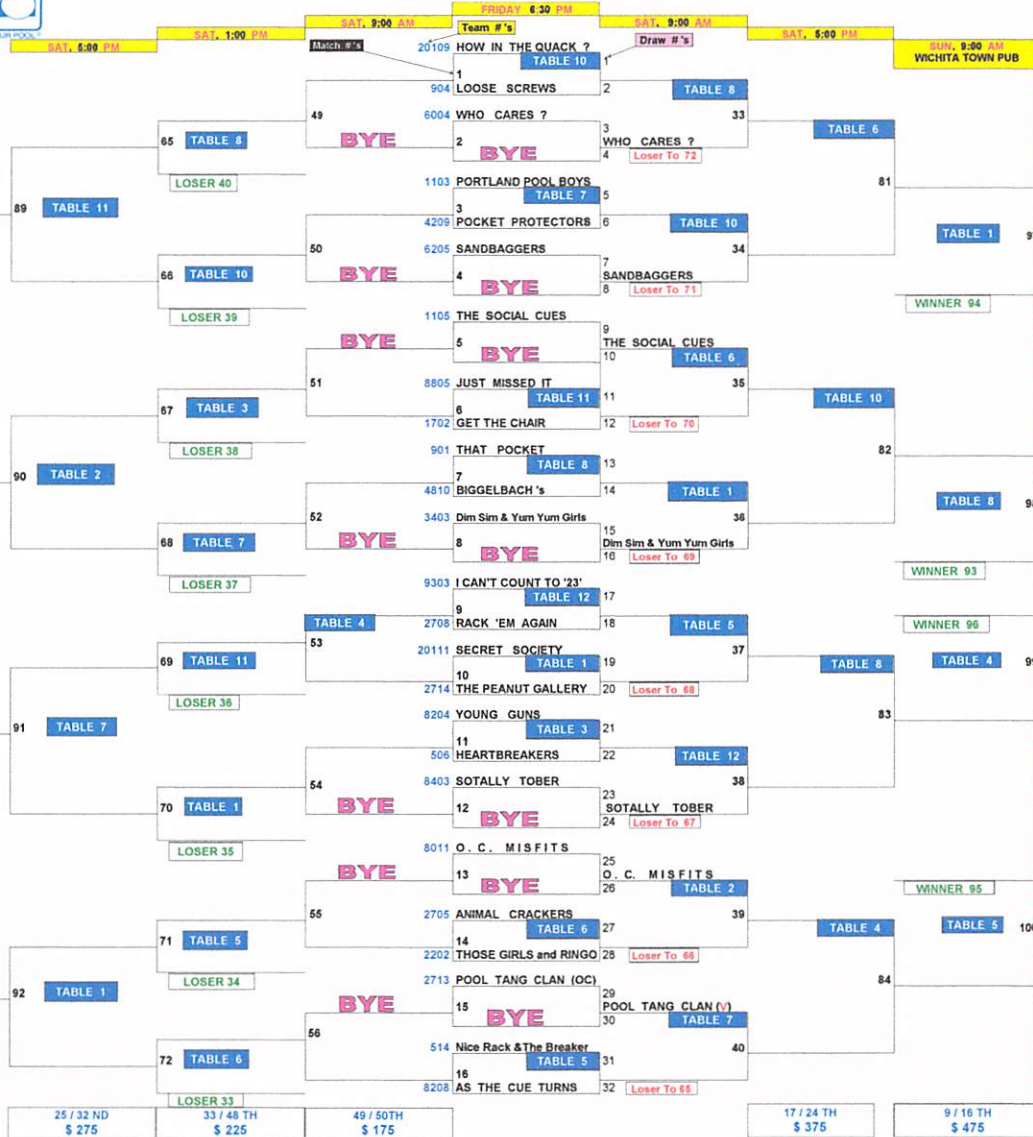 UR POOL
FRIDAY 6:30 PM
SAT. 5:00 PM
SAT. 1:00 PM
SAT. 9:00 AM
Team #'s
SAT. 9:00 AM
SAT. 5:00 PM
SUN. 9:00 AM
WICHITA TOWN PUB
Match #'s
Draw #'s
20109 HOW IN THE QUACK ?
TABLE 10 1
1
904 LOOSE SCREWS 2 TABLE 8
49 33
6004 WHO CARES ?
3
BYE 2 BYE WHO CARES ?
4 Loser To 72
65 TABLE 8 TABLE 6
LOSER 40 81
1103 PORTLAND POOL BOYS
TABLE 7 5
3
4209 POCKET PROTECTORS 6 TABLE 10
89 TABLE 11 TABLE 1
50 34
6205 SANDBAGGERS
7
BYE 4 BYE SANDBAGGERS
8 Loser To 71
66 TABLE 10
LOSER 39 WINNER 94
1105 THE SOCIAL CUES
9
BYE 5 BYE THE SOCIAL CUES
10 TABLE 6
51 35
8805 JUST MISSED IT
TABLE 11 11
6
1702 GET THE CHAIR 12 Loser To 70
67 TABLE 3 TABLE 10
LOSER 38 82
901 THAT POCKET
TABLE 8 13
7
4810 BIGGELBACH 's 14 TABLE 1
90 TABLE 2 TABLE 8
52 36
3403 Dim Sim & Yum Yum Girls
15
BYE 8 BYE Dim Sim & Yum Yum Girls
16 Loser To 69
68 TABLE 7
LOSER 37 WINNER 93
9303 I CAN'T COUNT TO '23'
TABLE 12 17
9
TABLE 4 2708 RACK 'EM AGAIN 18 TABLE 5 WINNER 96
53 37
20111 SECRET SOCIETY
TABLE 1 19
10
2714 THE PEANUT GALLERY 20 Loser To 68
69 TABLE 11 TABLE 8 TABLE 4
LOSER 36 83
8204 YOUNG GUNS
TABLE 3 21
11
506 HEARTBREAKERS 22 TABLE 12
91 TABLE 7
54 38
8403 SOTALLY TOBER
23
BYE 12 BYE SOTALLY TOBER
24 Loser To 67
70 TABLE 1
LOSER 35
8011 O. C. MISFITS
25
BYE 13 BYE O. C. MISFITS
26 TABLE 2 WINNER 95
55 39
2705 ANIMAL CRACKERS
TABLE 6 27
14
2202 THOSE GIRLS and RINGO 28 Loser To 66
71 TABLE 5 TABLE 4 TABLE 5
LOSER 34 84
2713 POOL TANG CLAN (OC)
29
BYE 15 BYE POOL TANG CLAN (V)
30 TABLE 7
92 TABLE 1
56 40
514 Nice Rack &The Breaker
TABLE 5 31
16
8208 AS THE CUE TURNS 32 Loser To 65
72 TABLE 6
LOSER 33
25 / 32 ND 33 / 48 TH 49 / 50TH 17 / 24 TH 9 / 16 TH
$ 275 $ 225 $ 175 $ 375 $ 475